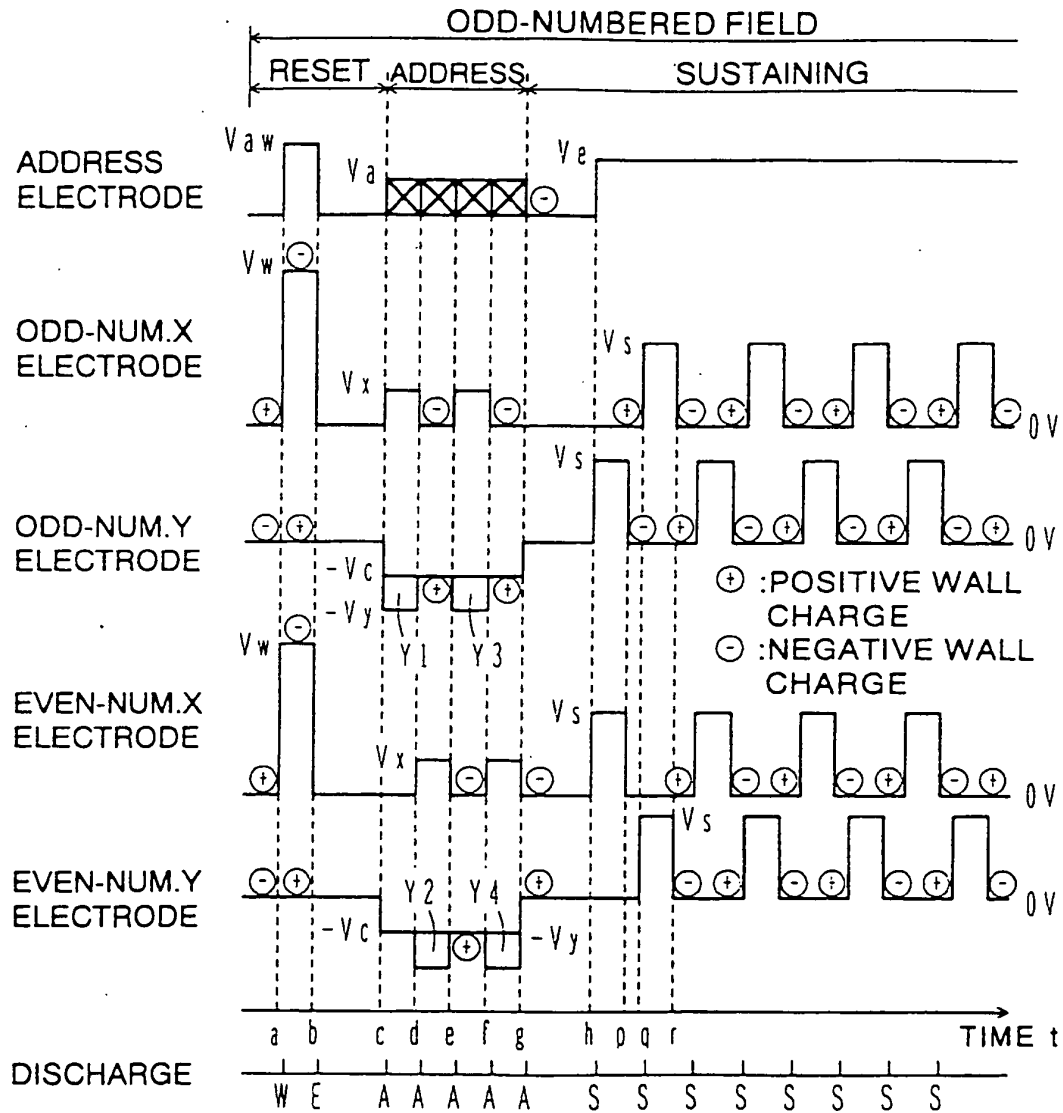 ODD-NUMBERED FIELD
RESET ADDRESS SUSTAINING
Vaw
ADDRESS
ELECTRODE
Va
Ve
⊖
Vw ⊖
ODD-NUM.X
ELECTRODE
Vx
Vs
⊕ ⊖ ⊖ ⊕ ⊖ ⊕ ⊖ ⊕ ⊖ ⊕ ⊖
0V
Vs
ODD-NUM.Y
ELECTRODE
⊖ ⊕ ⊖ ⊕ ⊖ ⊕ ⊖ ⊕ ⊖ ⊕
0V
-Vc
⊕ ⊕
-Vy
Y1 Y3
⊕ :POSITIVE WALL
CHARGE
⊖ :NEGATIVE WALL
CHARGE
Vw ⊖
EVEN-NUM.X
ELECTRODE
Vs
Vx
⊕ ⊖ ⊖ ⊕ ⊖ ⊕ ⊖ ⊕ ⊖ ⊕
0V
Vs
EVEN-NUM.Y
ELECTRODE
⊖ ⊕ ⊕ ⊖ ⊕ ⊖ ⊕ ⊖ ⊕ ⊖
0V
Y2 Y4
-Vc ⊕ -Vy
a b c d e f g h p q r TIME t
DISCHARGE
W E A A A A A S S S S S S S S